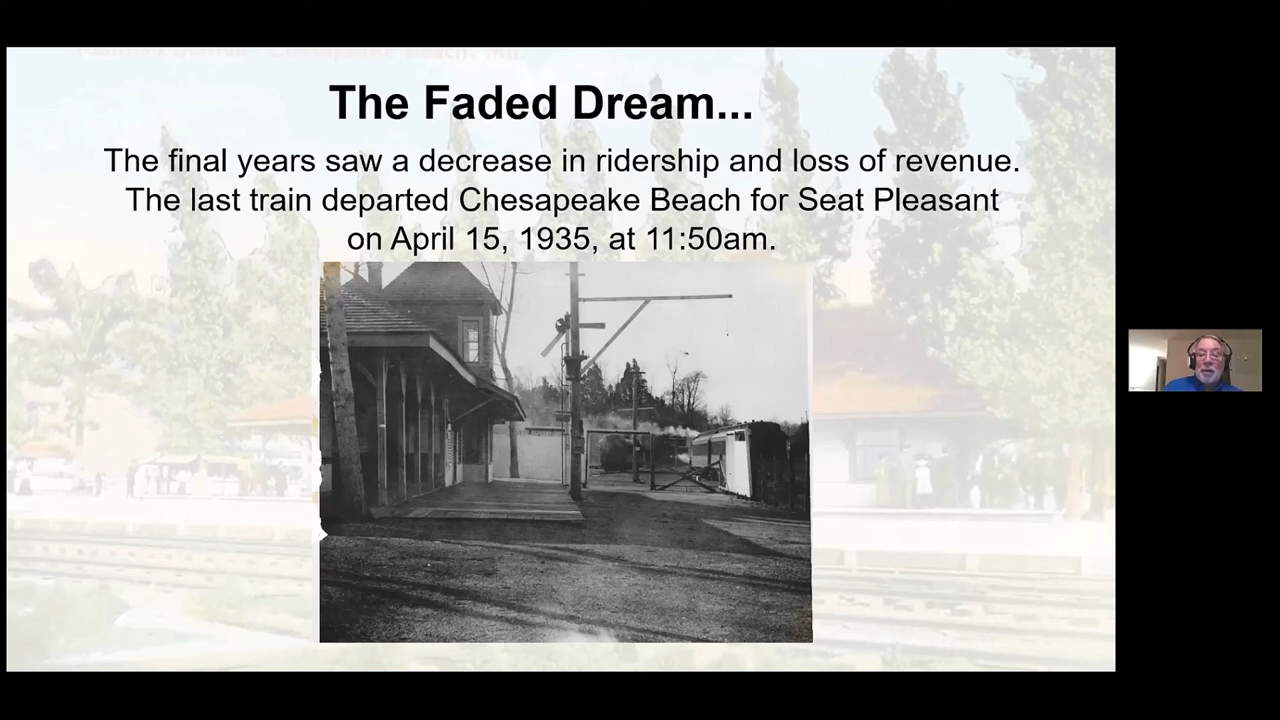 The Faded Dream...
The final years saw a decrease in ridership and loss of revenue.
The last train departed Chesapeake Beach for Seat Pleasant
on April 15, 1935, at 11:50am.